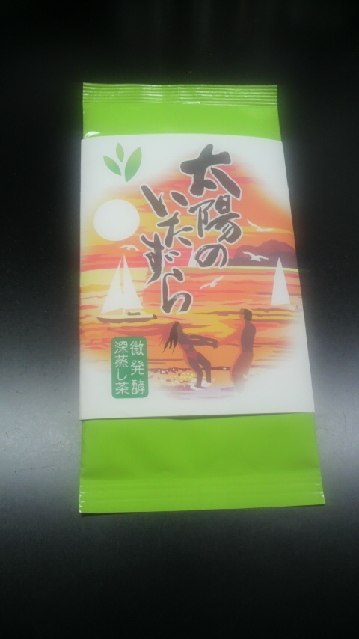 太陽の
いたずら
微発酵
深蒸し茶